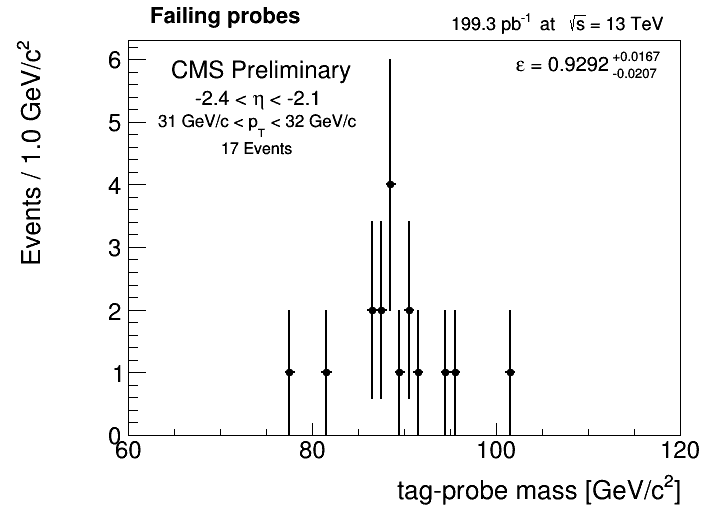 Failing probes
199.3 pb⁻¹ at √s = 13 TeV
CMS Preliminary
-2.4 < η < -2.1
31 GeV/c < p_T < 32 GeV/c
17 Events
ε = 0.9292 +0.0167 -0.0207
Events / 1.0 GeV/c²
6
5
4
3
2
1
0
60 80 100 120
tag-probe mass [GeV/c²]